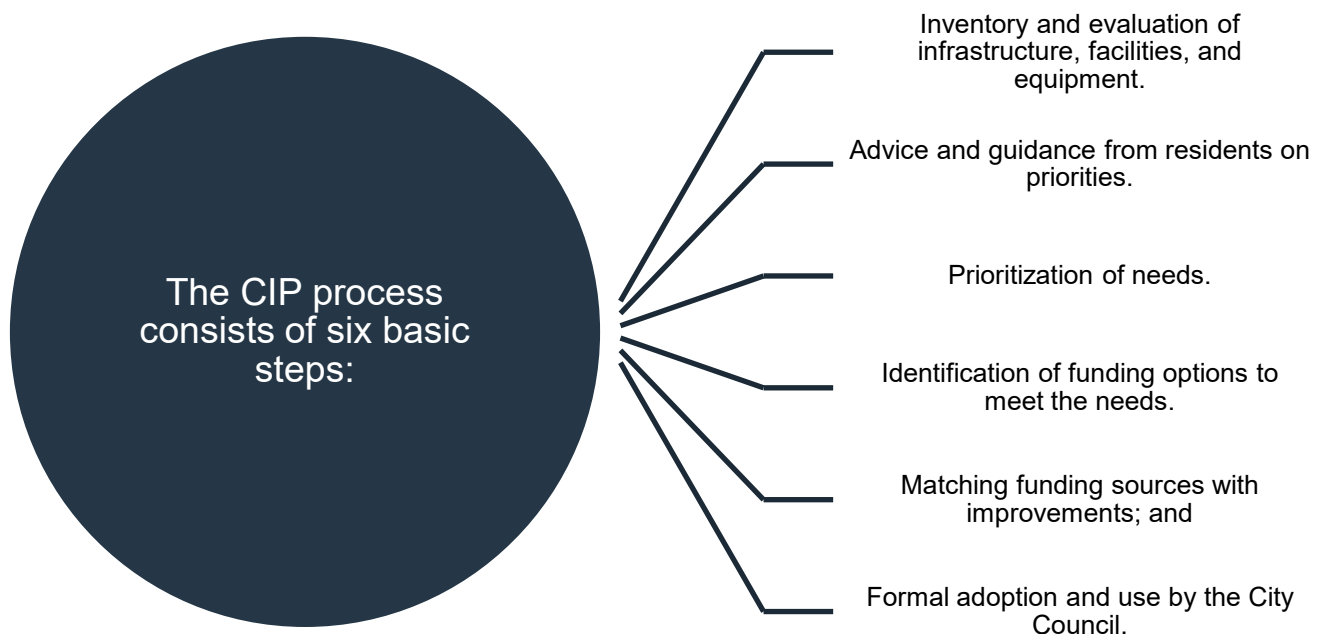 The CIP process
consists of six basic
steps:
Inventory and evaluation of
infrastructure, facilities, and
equipment.
Advice and guidance from residents on
priorities.
Prioritization of needs.
Identification of funding options to
meet the needs.
Matching funding sources with
improvements; and
Formal adoption and use by the City
Council.